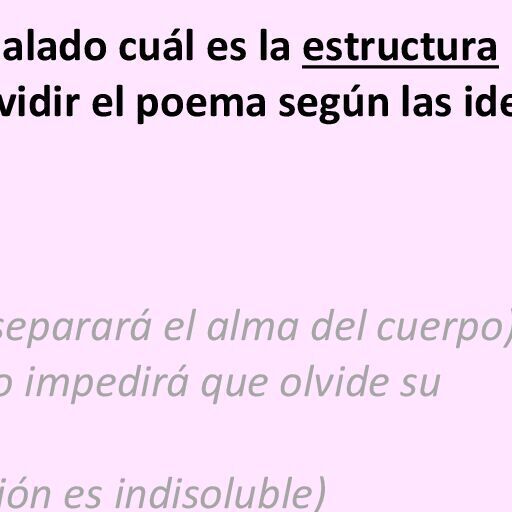 alado cuál es la estructura
vidir el poema según las ide
separará el alma del cuerpo)
o impedirá que olvide su
ión es indisoluble)